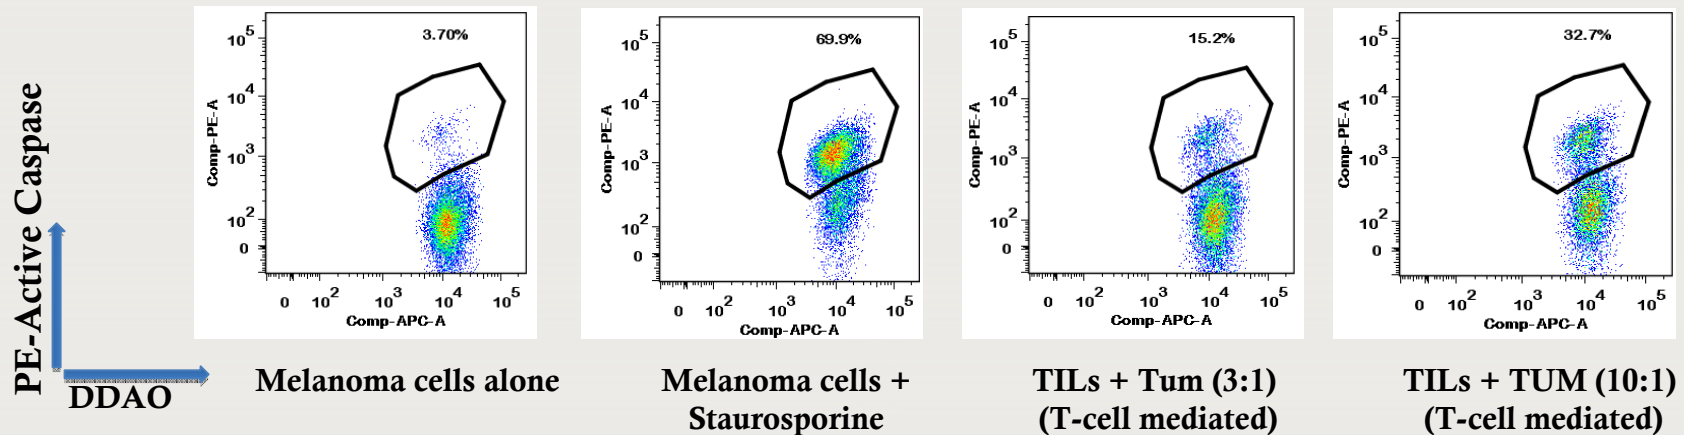 PE-Active Caspase
DDAO
3.70%
10^5
10^4
10^3
10^2
0
Comp-PE-A
0 10^2 10^3 10^4 10^5
Comp-APC-A
Melanoma cells alone
69.9%
10^5
10^4
10^3
10^2
0
Comp-PE-A
0 10^2 10^3 10^4 10^5
Comp-APC-A
Melanoma cells +
Staurosporine
15.2%
10^5
10^4
10^3
10^2
0
Comp-PE-A
0 10^2 10^3 10^4 10^5
Comp-APC-A
TILs + Tum (3:1)
(T-cell mediated)
32.7%
10^5
10^4
10^3
10^2
0
Comp-PE-A
0 10^2 10^3 10^4 10^5
Comp-APC-A
TILs + TUM (10:1)
(T-cell mediated)